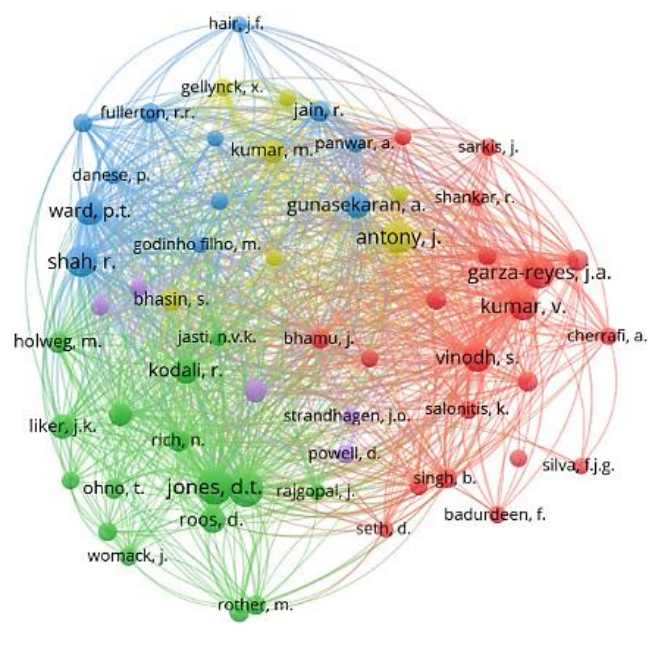 hair, j.f.
gellynck, x.
fullerton, r.r.
jain, r.
kumar, m.
panwar, a.
sarkis, j.
danese, p.
ward, p.t.
gunasekaran, a.
shankar, r.
godinho filho, m.
antony, j.
shah, r.
garza-reyes, j.a.
bhasin, s.
kumar, v.
holweg, m.
jasti, n.v.k.
bhamu, j.
cherrafi, a.
kodali, r.
vinodh, s.
liker, j.k.
strandhagen, j.o.
salonitis, k.
rich, n.
powell, d.
silva, f.j.g.
ohno, t.
jones, d.t.
rajgopal, j.
singh, b.
roos, d.
seth, d.
badurdeen, f.
womack, j.
rother, m.